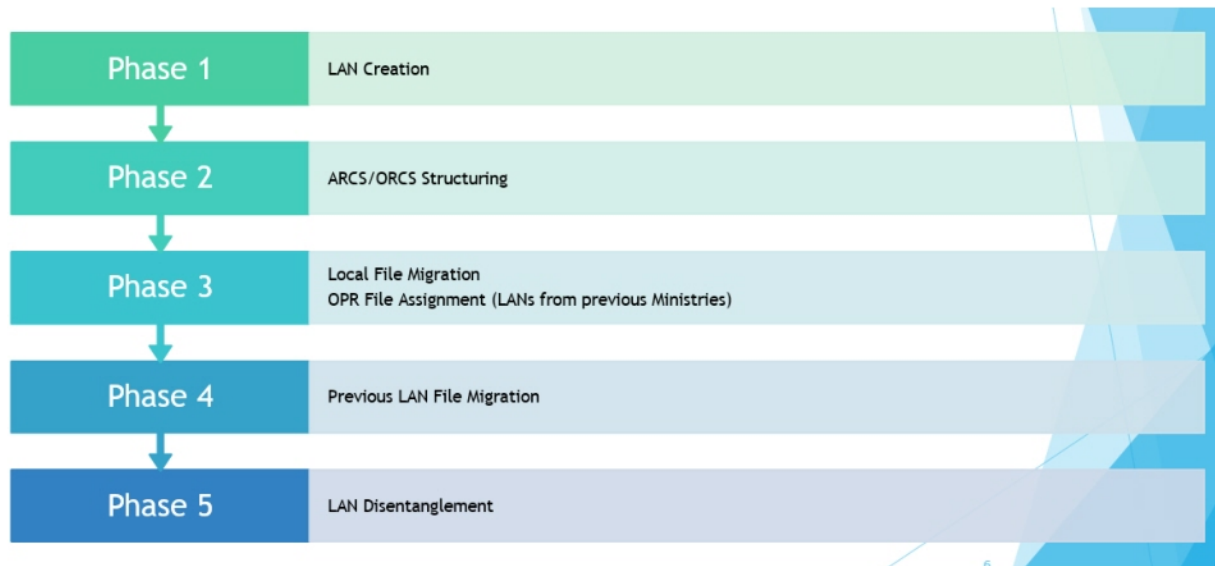 Phase 1
LAN Creation
Phase 2
ARCS/ORCS Structuring
Phase 3
Local File Migration
OPR File Assignment (LANs from previous Ministries)
Phase 4
Previous LAN File Migration
Phase 5
LAN Disentanglement
6